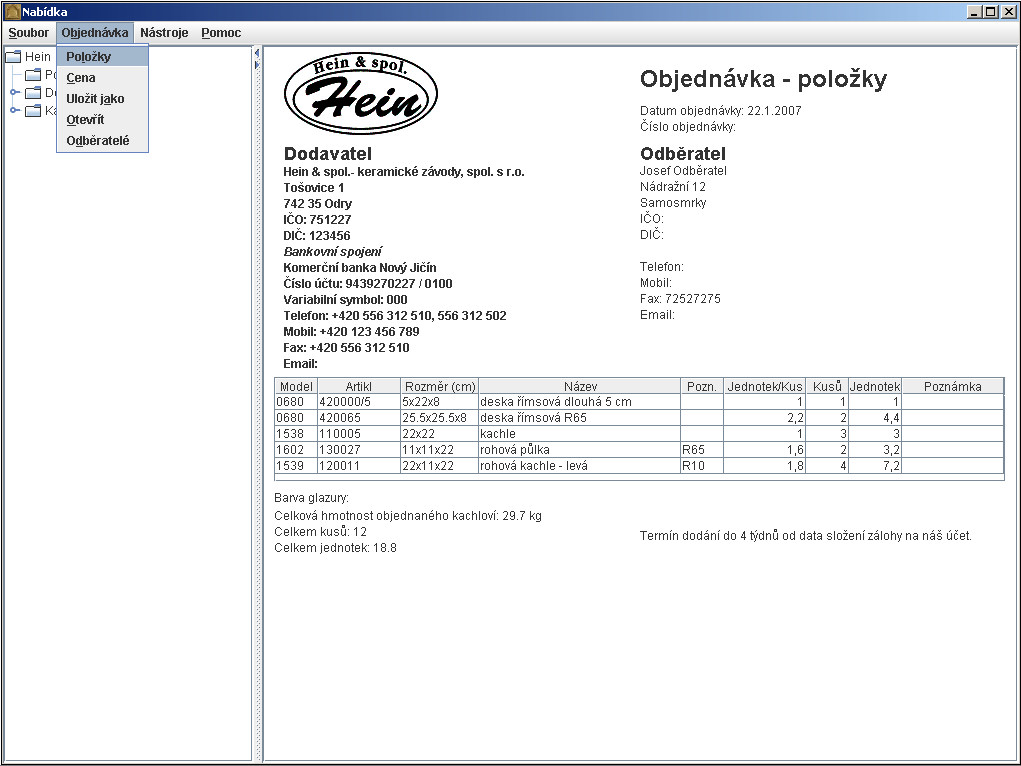 Nabídka
Soubor Objednávka Nástroje Pomoc
Položky
Cena
Uložit jako
Otevřít
Odběratelé
Hein
Hein & spol.
Hein
Objednávka - položky
Datum objednávky: 22.1.2007
Číslo objednávky:
Dodavatel
Hein & spol.- keramické závody, spol. s r.o.
Tošovice 1
742 35 Odry
IČO: 751227
DIČ: 123456
Bankovní spojení
Komerční banka Nový Jičín
Číslo účtu: 9439270227 / 0100
Variabilní symbol: 000
Telefon: +420 556 312 510, 556 312 502
Mobil: +420 123 456 789
Fax: +420 556 312 510
Email:
Odběratel
Josef Odběratel
Nádražní 12
Samosmrky
IČO:
DIČ:
Telefon:
Mobil:
Fax: 72527275
Email:
Model Artikl Rozměr (cm) Název Pozn. Jednotek/Kus Kusů Jednotek Poznámka
0680 420000/5 5x22x8 deska římsová dlouhá 5 cm 1 1 1
0680 420065 25.5x25.5x8 deska římsová R65 2,2 2 4,4
1538 110005 22x22 kachle 1 3 3
1602 130027 11x11x22 rohová půlka R65 1,6 2 3,2
1539 120011 22x11x22 rohová kachle - levá R10 1,8 4 7,2
Barva glazury:
Celková hmotnost objednaného kachloví: 29.7 kg
Celkem kusů: 12
Celkem jednotek: 18.8
Termín dodání do 4 týdnů od data složení zálohy na náš účet.